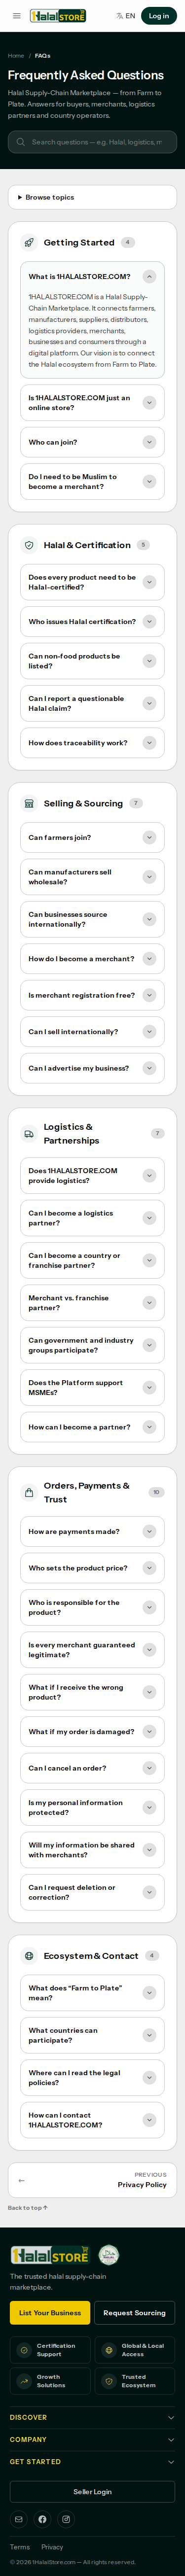 1HalalSTORE
EN
Log in
Home / FAQs
Frequently Asked Questions
Halal Supply-Chain Marketplace — from Farm to
Plate. Answers for buyers, merchants, logistics
partners and country operators.
Search questions — e.g. Halal, logistics, m
Browse topics
Getting Started 4
What is 1HALALSTORE.COM?
1HALALSTORE.COM is a Halal Supply-
Chain Marketplace. It connects farmers,
manufacturers, suppliers, distributors,
logistics providers, merchants,
businesses and consumers through a
digital platform. Our vision is to connect
the Halal ecosystem from Farm to Plate.
Is 1HALALSTORE.COM just an
online store?
Who can join?
Do I need to be Muslim to
become a merchant?
Halal & Certification 5
Does every product need to be
Halal-certified?
Who issues Halal certification?
Can non-food products be
listed?
Can I report a questionable
Halal claim?
How does traceability work?
Selling & Sourcing 7
Can farmers join?
Can manufacturers sell
wholesale?
Can businesses source
internationally?
How do I become a merchant?
Is merchant registration free?
Can I sell internationally?
Can I advertise my business?
Logistics &
Partnerships
7
Does 1HALALSTORE.COM
provide logistics?
Can I become a logistics
partner?
Can I become a country or
franchise partner?
Merchant vs. franchise
partner?
Can government and industry
groups participate?
Does the Platform support
MSMEs?
How can I become a partner?
Orders, Payments &
Trust
10
How are payments made?
Who sets the product price?
Who is responsible for the
product?
Is every merchant guaranteed
legitimate?
What if I receive the wrong
product?
What if my order is damaged?
Can I cancel an order?
Is my personal information
protected?
Will my information be shared
with merchants?
Can I request deletion or
correction?
Ecosystem & Contact 4
What does “Farm to Plate”
mean?
What countries can
participate?
Where can I read the legal
policies?
How can I contact
1HALALSTORE.COM?
←
PREVIOUS
Privacy Policy
Back to top ↑
1HalalSTORE
The trusted halal supply-chain
marketplace.
List Your Business
Request Sourcing
Certification
Support
Global & Local
Access
Growth
Solutions
Trusted
Ecosystem
DISCOVER
COMPANY
GET STARTED
Seller Login
Terms Privacy
© 2026 1HalalStore.com — All rights reserved.